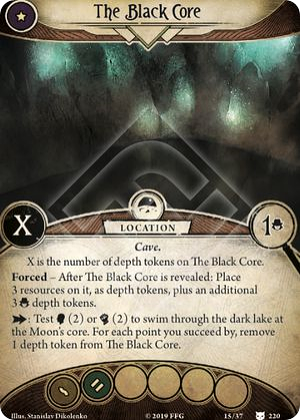 The Black Core
X
LOCATION
1
Cave.
X is the number of depth tokens on The Black Core.
Forced – After The Black Core is revealed: Place
3 resources on it, as depth tokens, plus an additional
3 depth tokens.
: Test (2) or (2) to swim through the dark lake at
the Moon's core. For each point you succeed by, remove
1 depth token from The Black Core.
Illus. Stanislav Dikolenko
© 2019 FFG
15/37
220